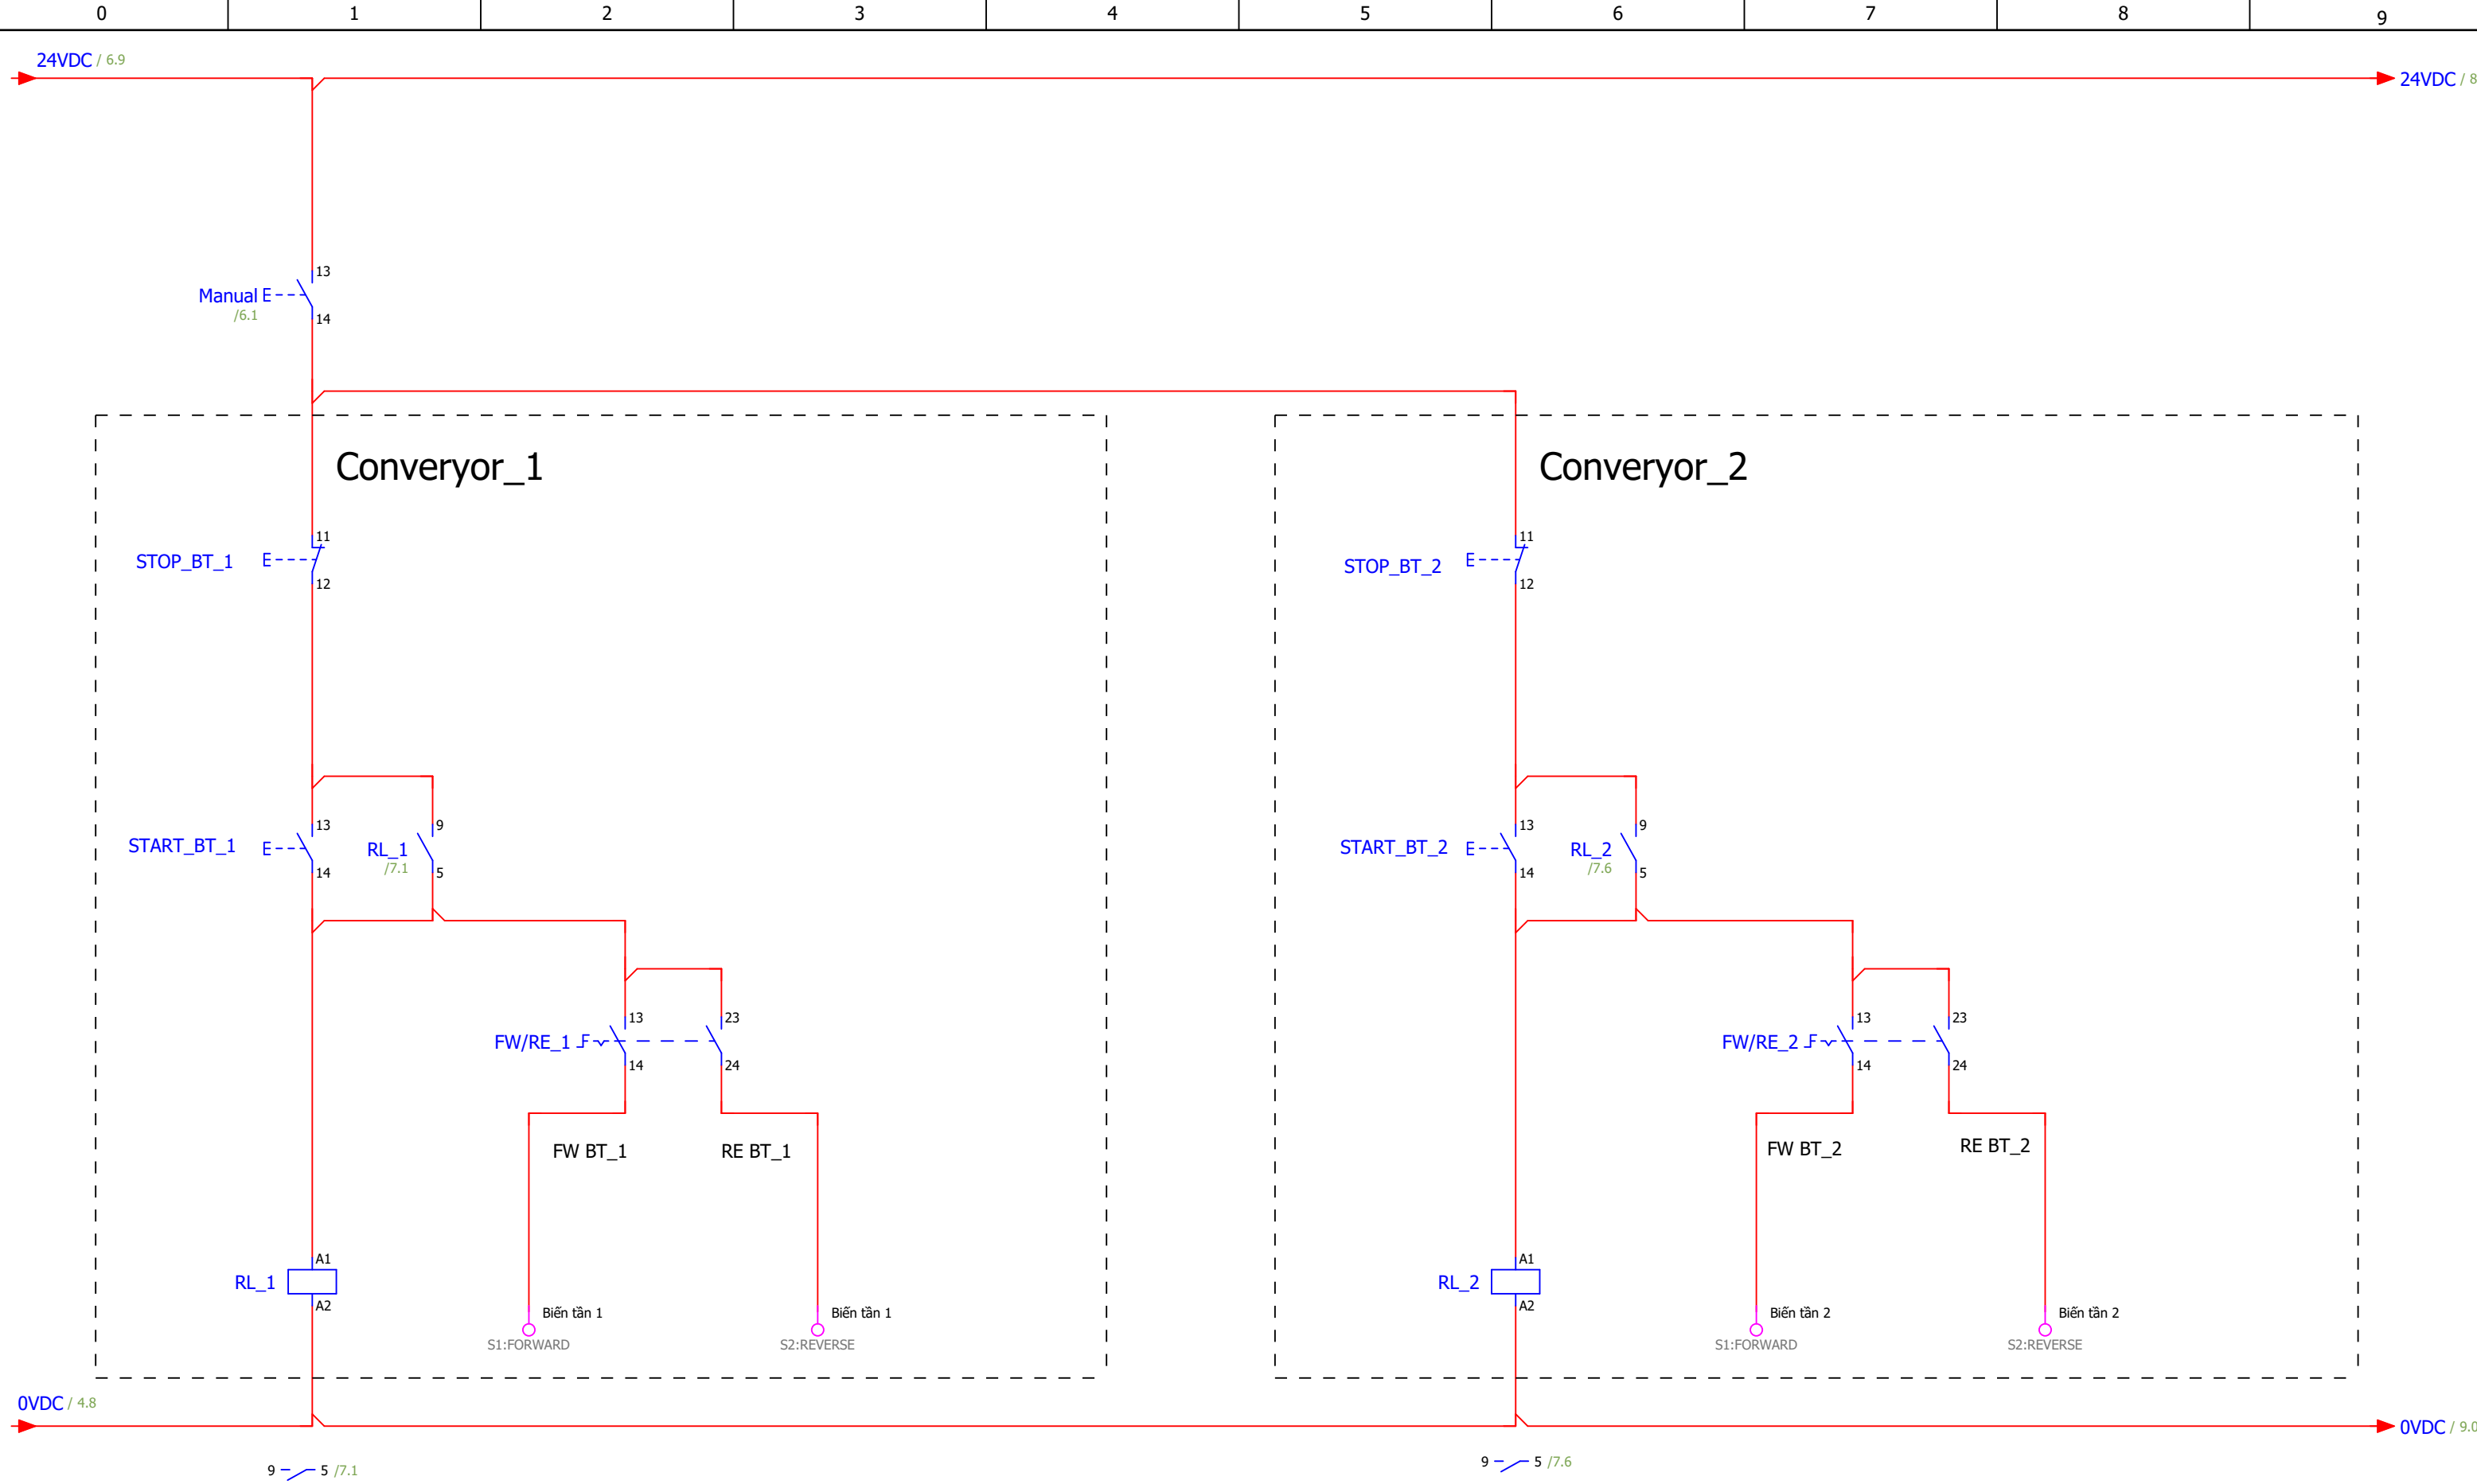 0 1 2 3 4 5 6 7 8 9
24VDC / 6.9
24VDC / 8
13
Manual
/6.1
14
Converyor_1
Converyor_2
11
STOP_BT_1
12
11
STOP_BT_2
12
13
START_BT_1
14
9
RL_1
/7.1
5
13
START_BT_2
14
9
RL_2
/7.6
5
13
23
FW/RE_1
14
24
13
23
FW/RE_2
14
24
FW BT_1
RE BT_1
FW BT_2
RE BT_2
A1
RL_1
A2
Biến tần 1
S1:FORWARD
Biến tần 1
S2:REVERSE
A1
RL_2
A2
Biến tần 2
S1:FORWARD
Biến tần 2
S2:REVERSE
0VDC / 4.8
0VDC / 9.0
9 5 /7.1
9 5 /7.6